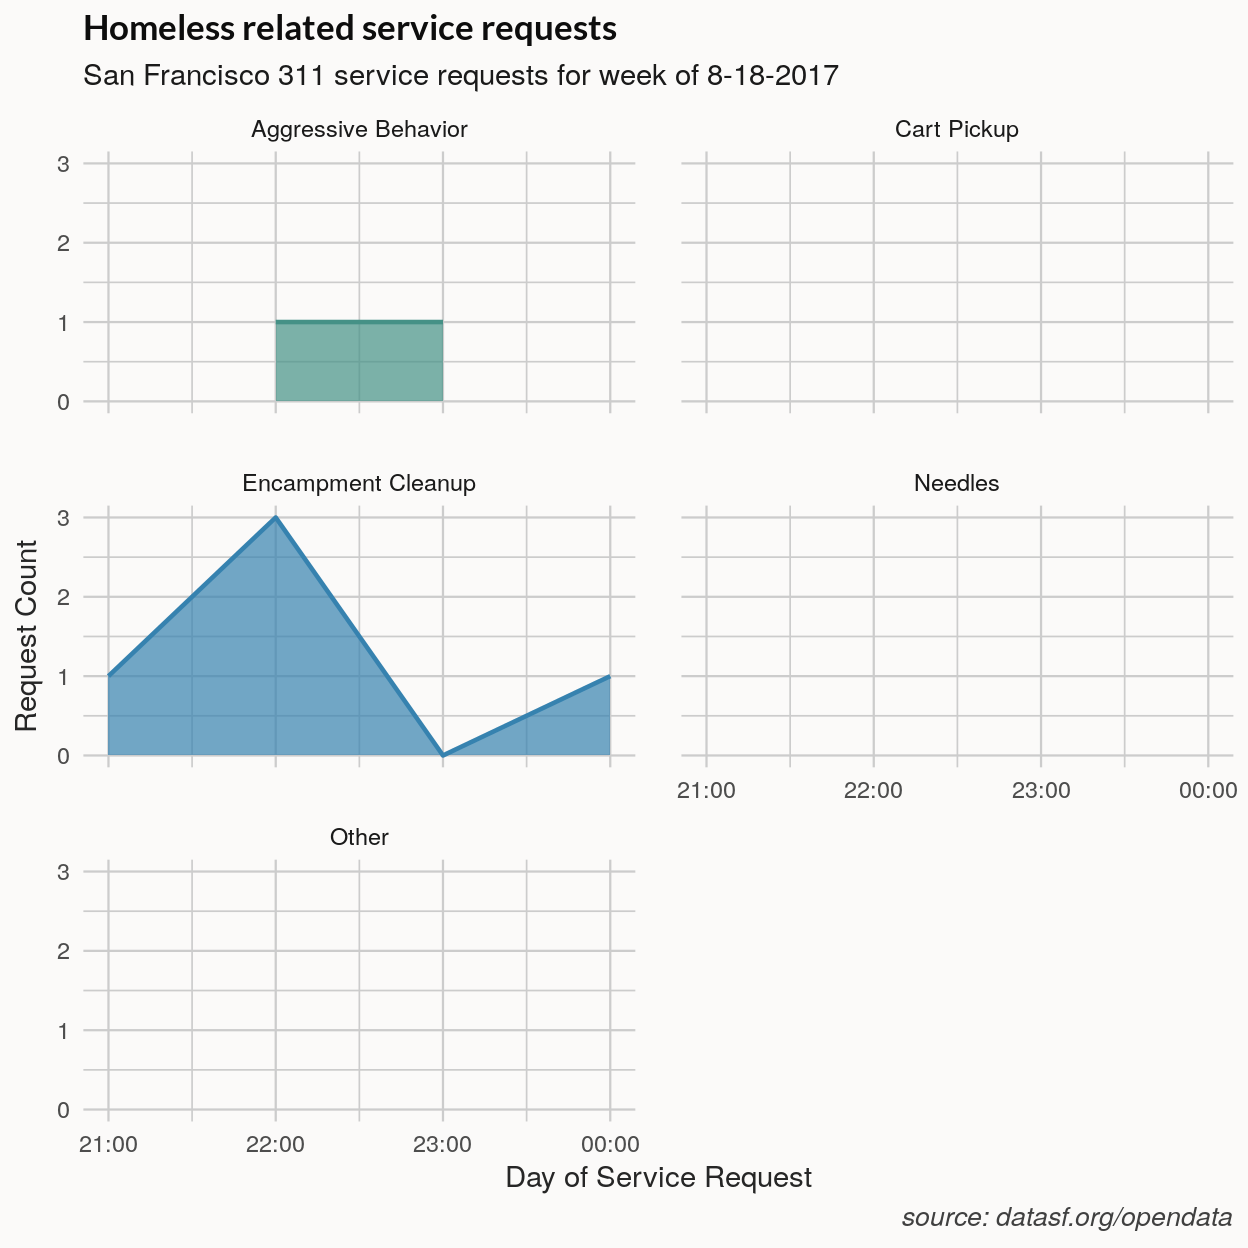 Homeless related service requests
San Francisco 311 service requests for week of 8-18-2017
Aggressive Behavior
Cart Pickup
3
2
1
0
Encampment Cleanup
Needles
Request Count
3
2
1
0
21:00 22:00 23:00 00:00
Other
3
2
1
0
21:00 22:00 23:00 00:00
Day of Service Request
source: datasf.org/opendata